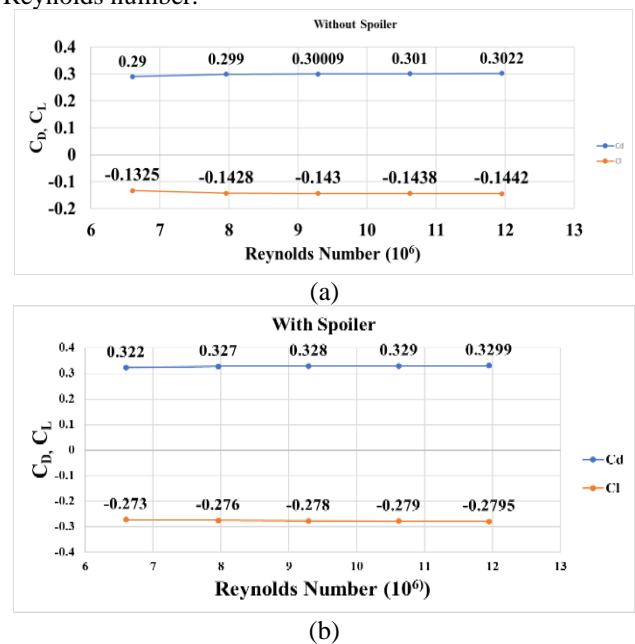 Reynolds number.
Without Spoiler
0.4
0.29 0.299 0.30009 0.301 0.3022
0.3
0.2
0.1
0
-0.1
-0.1325 -0.1428 -0.143 -0.1438 -0.1442
-0.2
C_D, C_L
6 7 8 9 10 11 12 13
Reynolds Number (10⁶)
Cd
Cl
(a)
With Spoiler
0.4
0.322 0.327 0.328 0.329 0.3299
0.3
0.2
0.1
0
-0.1
-0.2
-0.273 -0.276 -0.278 -0.279 -0.2795
-0.3
-0.4
C_D, C_L
6 7 8 9 10 11 12 13
Reynolds Number (10⁶⁾
Cd
Cl
(b)